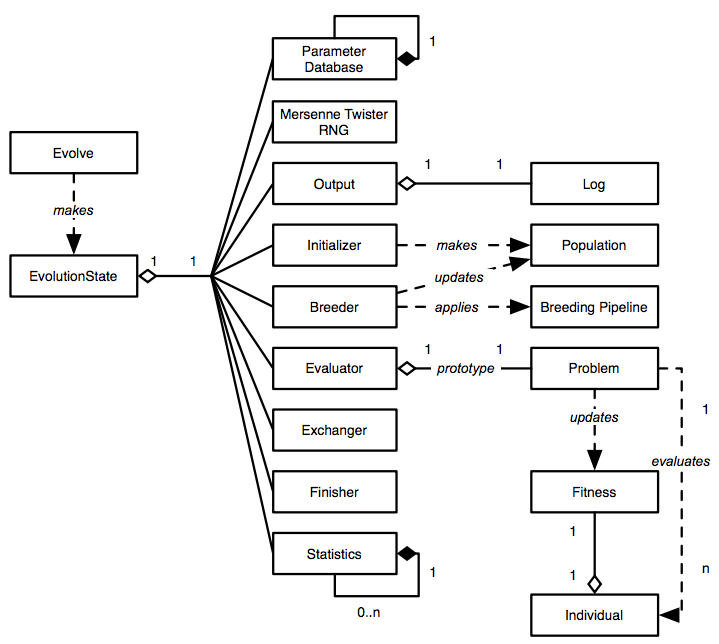 Parameter
Database
1
Mersenne Twister
RNG
Evolve
makes
Output
1
1
Log
EvolutionState
1
1
Initializer
makes
Population
updates
Breeder
applies
Breeding Pipeline
Evaluator
1
prototype
1
Problem
updates
1
evaluates
n
Exchanger
Finisher
Fitness
Statistics
1
0..n
1
1
Individual